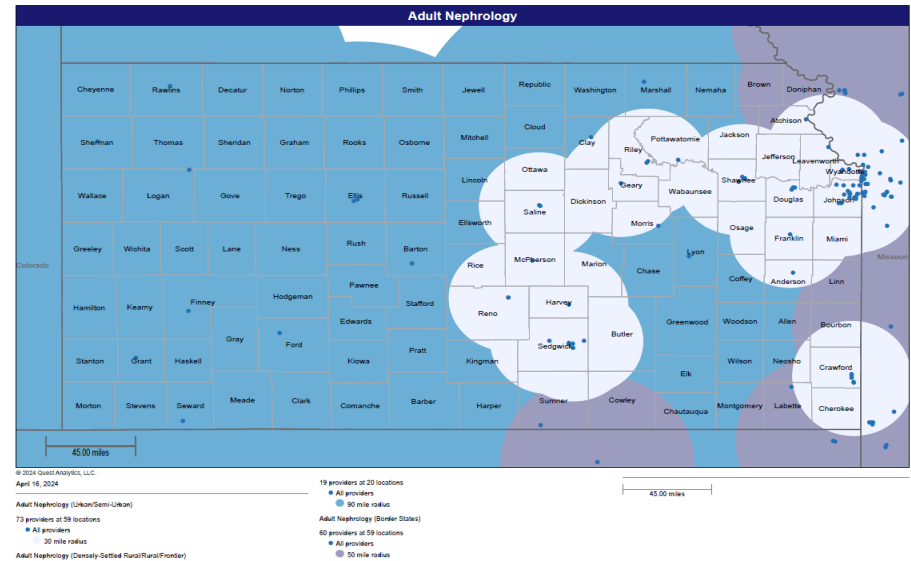 Adult Nephrology
Cheyenne Rawlins Decatur Norton Phillips Smith Jewell Republic Washington Marshall Nemaha Brown Doniphan
Atchison
Sherman Thomas Sheridan Graham Rooks Osborne Mitchell Cloud Clay Riley Pottawatomie Jackson Jefferson Leavenworth
Wyandotte
Wallace Logan Gove Trego Ellis Russell Lincoln Ottawa Geary Wabaunsee Shawnee Douglas Johnson
Saline Dickinson Morris Osage
Ellsworth
Greeley Wichita Scott Lane Ness Rush Barton Rice McPherson Marion Chase Lyon Coffey Franklin Miami
Colorado Missouri
Anderson Linn
Hamilton Kearny Finney Hodgeman Pawnee Stafford Reno Harvey
Gray Ford Edwards Sedgwick Butler Greenwood Woodson Allen Bourbon
Stanton Grant Haskell Kiowa Pratt Kingman Elk Wilson Neosho Crawford
Morton Stevens Seward Meade Clark Comanche Barber Harper Sumner Cowley Chautauqua Montgomery Labette Cherokee
45.00 miles
© 2024 Quest Analytics, LLC.
April 16, 2024
Adult Nephrology (Urban/Semi-Urban)
73 providers at 59 locations
All providers
30 mile radius
Adult Nephrology (Densely-Settled Rural/Rural/Frontier)
19 providers at 20 locations
All providers
90 mile radius
Adult Nephrology (Border States)
60 providers at 59 locations
All providers
50 mile radius
45.00 miles